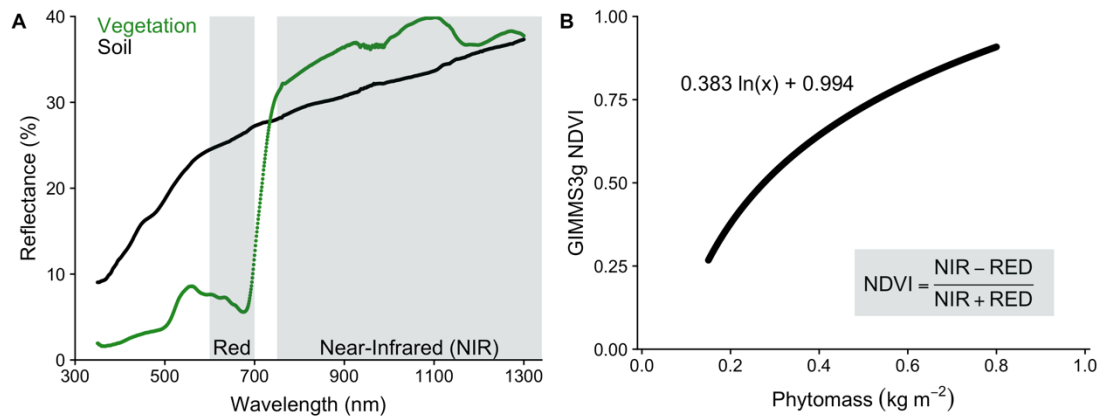 A
Vegetation
Soil
Reflectance (%)
40
30
20
10
0
Red
Near-Infrared (NIR)
300
500
700
900
1100
1300
Wavelength (nm)
B
0.383 ln(x) + 0.994
GIMMS3g NDVI
1.00
0.75
0.50
0.25
0.00
NDVI = NIR − RED / NIR + RED
0.0
0.2
0.4
0.6
0.8
1.0
Phytomass (kg m⁻²)